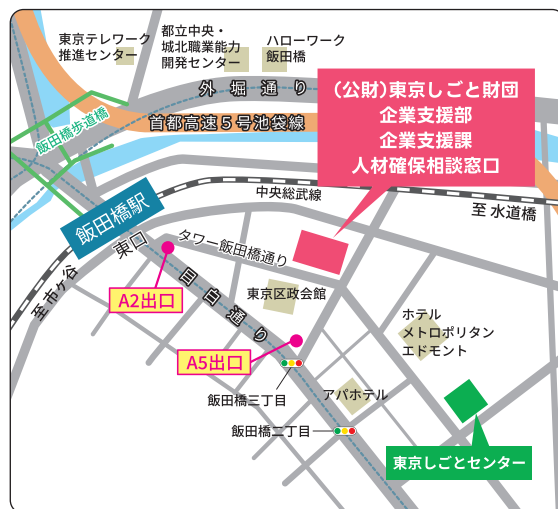 東京テレワーク
推進センター
都立中央・
城北職業能力
開発センター
ハローワーク
飯田橋
外堀通り
(公財)東京しごと財団
企業支援部
企業支援課
人材確保相談窓口
首都高速5号池袋線
飯田橋歩道橋
中央総武線
至 水道橋
飯田橋駅
東口
タワー飯田橋通り
至 市ヶ谷
目白通り
A2出口
東京区政会館
ホテル
メトロポリタン
エドモント
A5出口
飯田橋三丁目
アパホテル
飯田橋二丁目
東京しごとセンター